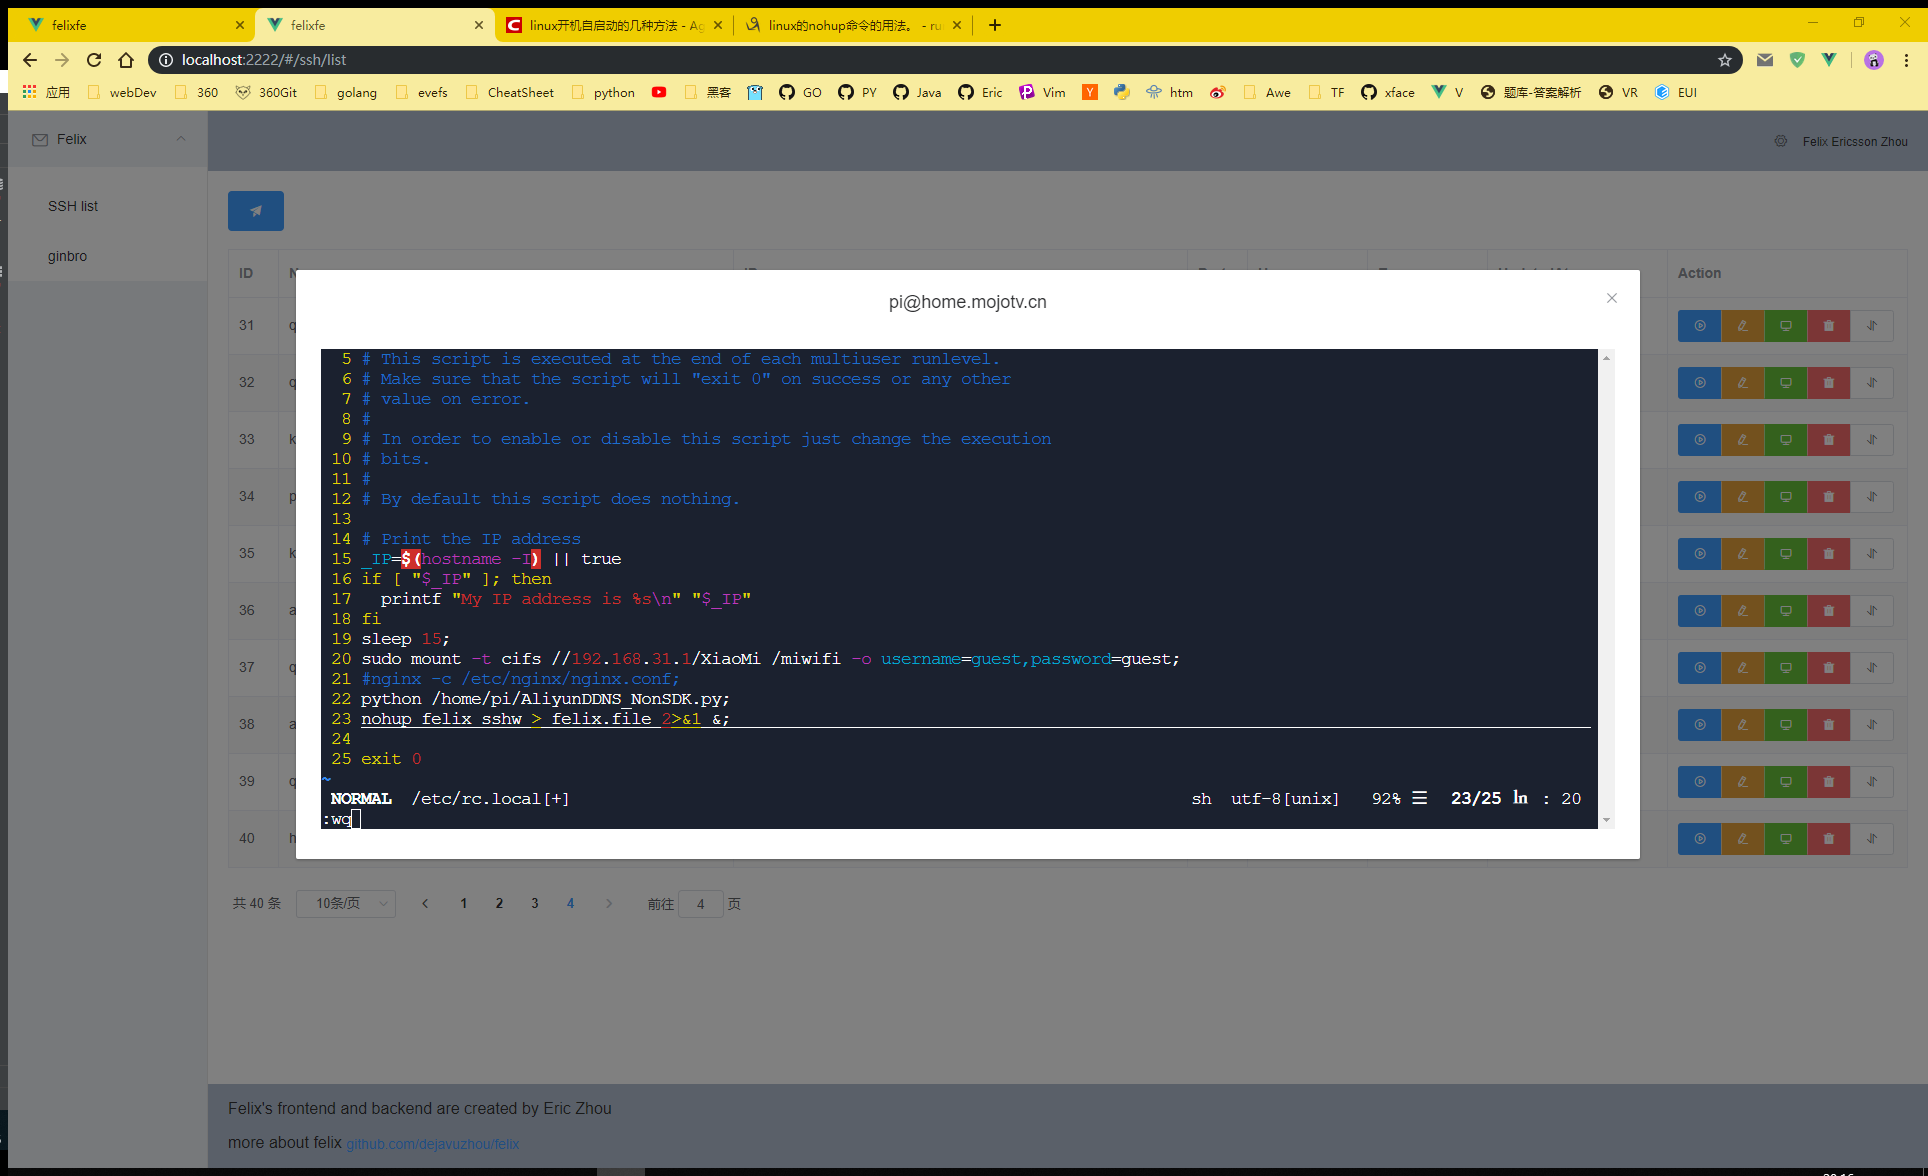 felixfe
felixfe
linux开机自启动的几种方法 - Ag
linux的nohup命令的用法。 - ru
localhost:2222/#/ssh/list
应用 webDev 360 360Git golang evefs CheatSheet python 黑客 GO PY Java Eric Vim htm Awe TF xface V 题库-答案解析 VR EUI
Felix
Felix Ericsson Zhou
SSH list
ginbro
ID
Action
31 q
32 q
33 k
34 p
35 k
36 a
37 q
38 a
39 q
40 h
pi@home.mojotv.cn
5 # This script is executed at the end of each multiuser runlevel.
6 # Make sure that the script will "exit 0" on success or any other
7 # value on error.
8 #
9 # In order to enable or disable this script just change the execution
10 # bits.
11 #
12 # By default this script does nothing.
13
14 # Print the IP address
15 _IP=$(hostname -I) || true
16 if [ "$_IP" ]; then
17   printf "My IP address is %s\n" "$_IP"
18 fi
19 sleep 15;
20 sudo mount -t cifs //192.168.31.1/XiaoMi /miwifi -o username=guest,password=guest;
21 #nginx -c /etc/nginx/nginx.conf;
22 python /home/pi/AliyunDDNS_NonSDK.py;
23 nohup felix sshw > felix.file 2>&1 &;
24
25 exit 0
~
NORMAL /etc/rc.local[+] sh utf-8[unix] 92% ☰ 23/25 ln : 20
:wq
共 40 条 10条/页 1 2 3 4 前往 4 页
Felix's frontend and backend are created by Eric Zhou
more about felix github.com/dejavuzhou/felix